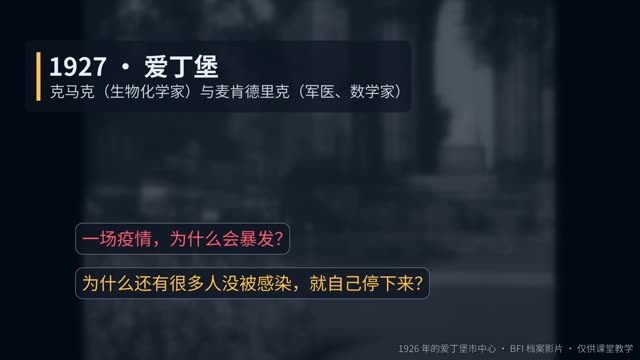 1927 · 爱丁堡
克马克（生物化学家）与麦肯德里克（军医、数学家）
一场疫情，为什么会暴发？
为什么还有很多人没被感染，就自己停下来？
1926 年的爱丁堡市中心 · BFI 档案影片 · 仅供课堂教学